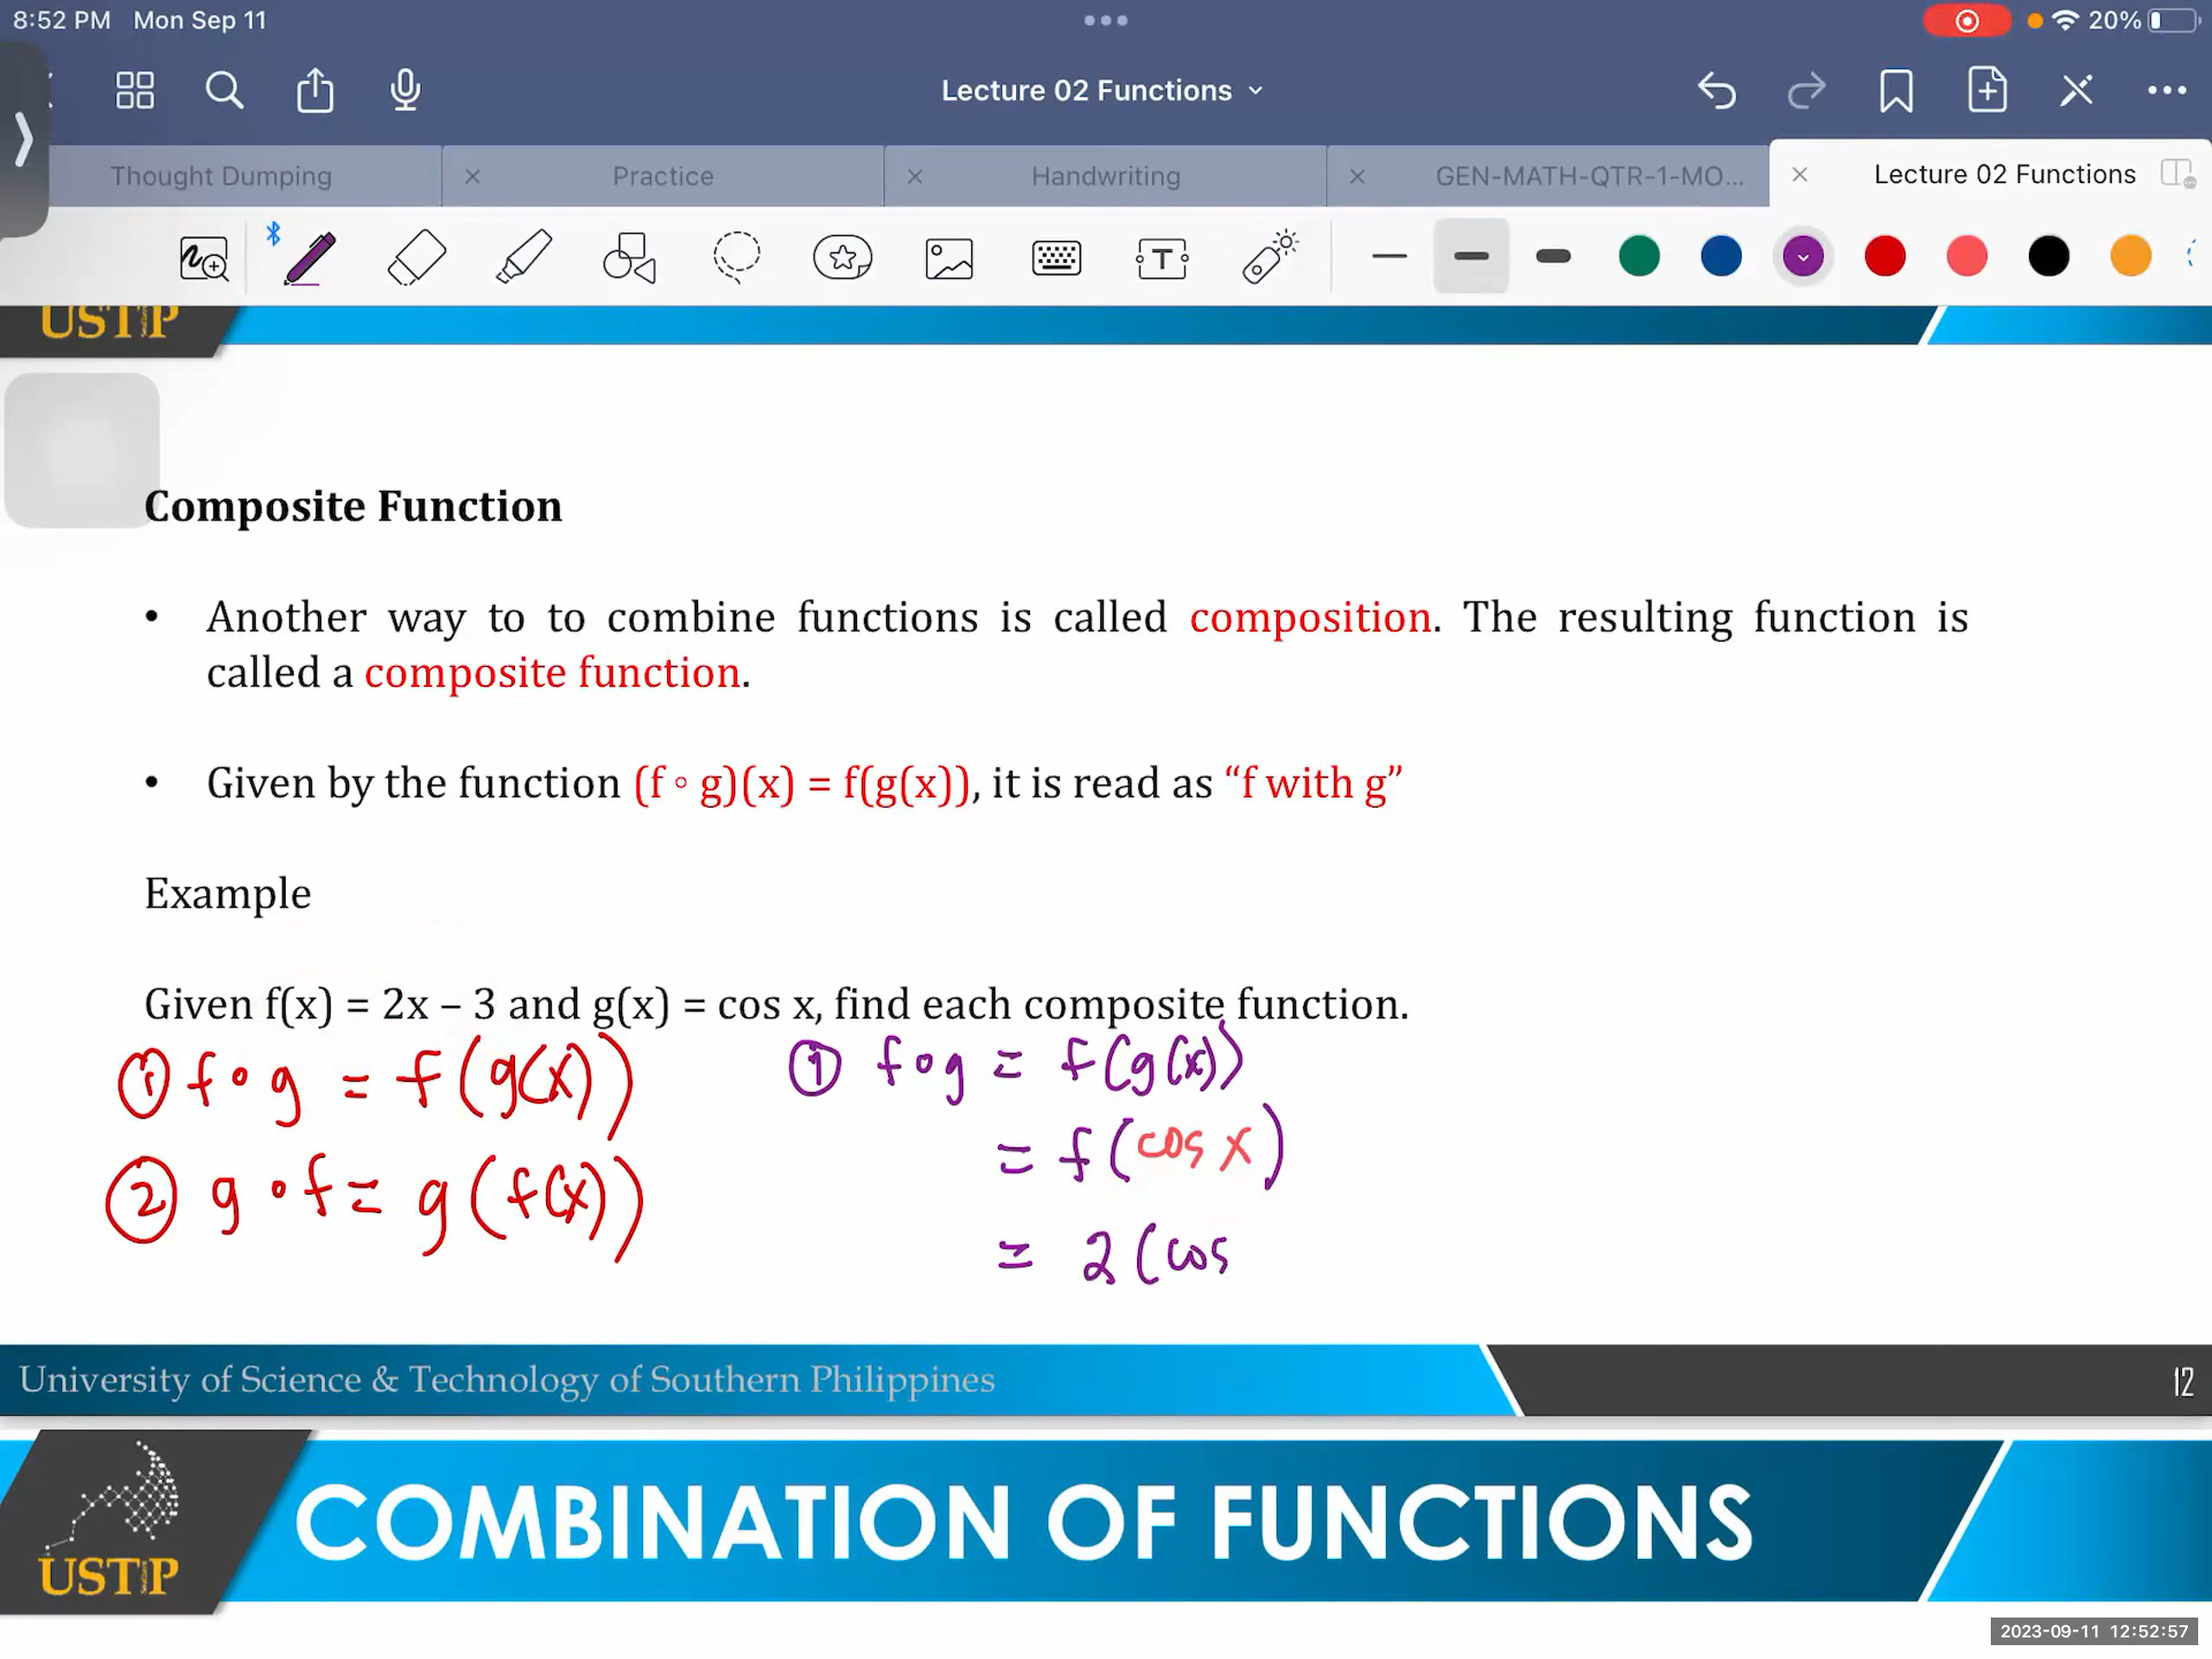 8:52 PM Mon Sep 11
20%
Lecture 02 Functions
Thought Dumping
Practice
Handwriting
GEN-MATH-QTR-1-MO...
Lecture 02 Functions
T
USTP
Composite Function
• Another way to to combine functions is called composition. The resulting function is
called a composite function.
• Given by the function (f ∘ g)(x) = f(g(x)), it is read as “f with g”
Example
Given f(x) = 2x – 3 and g(x) = cos x, find each composite function.
① f∘g = f(g(x))
② g∘f = g(f(x))
① f∘g = f(g(x))
= f(cos x)
= 2(cos
University of Science & Technology of Southern Philippines
12
USTP
COMBINATION OF FUNCTIONS
2023-09-11 12:52:57